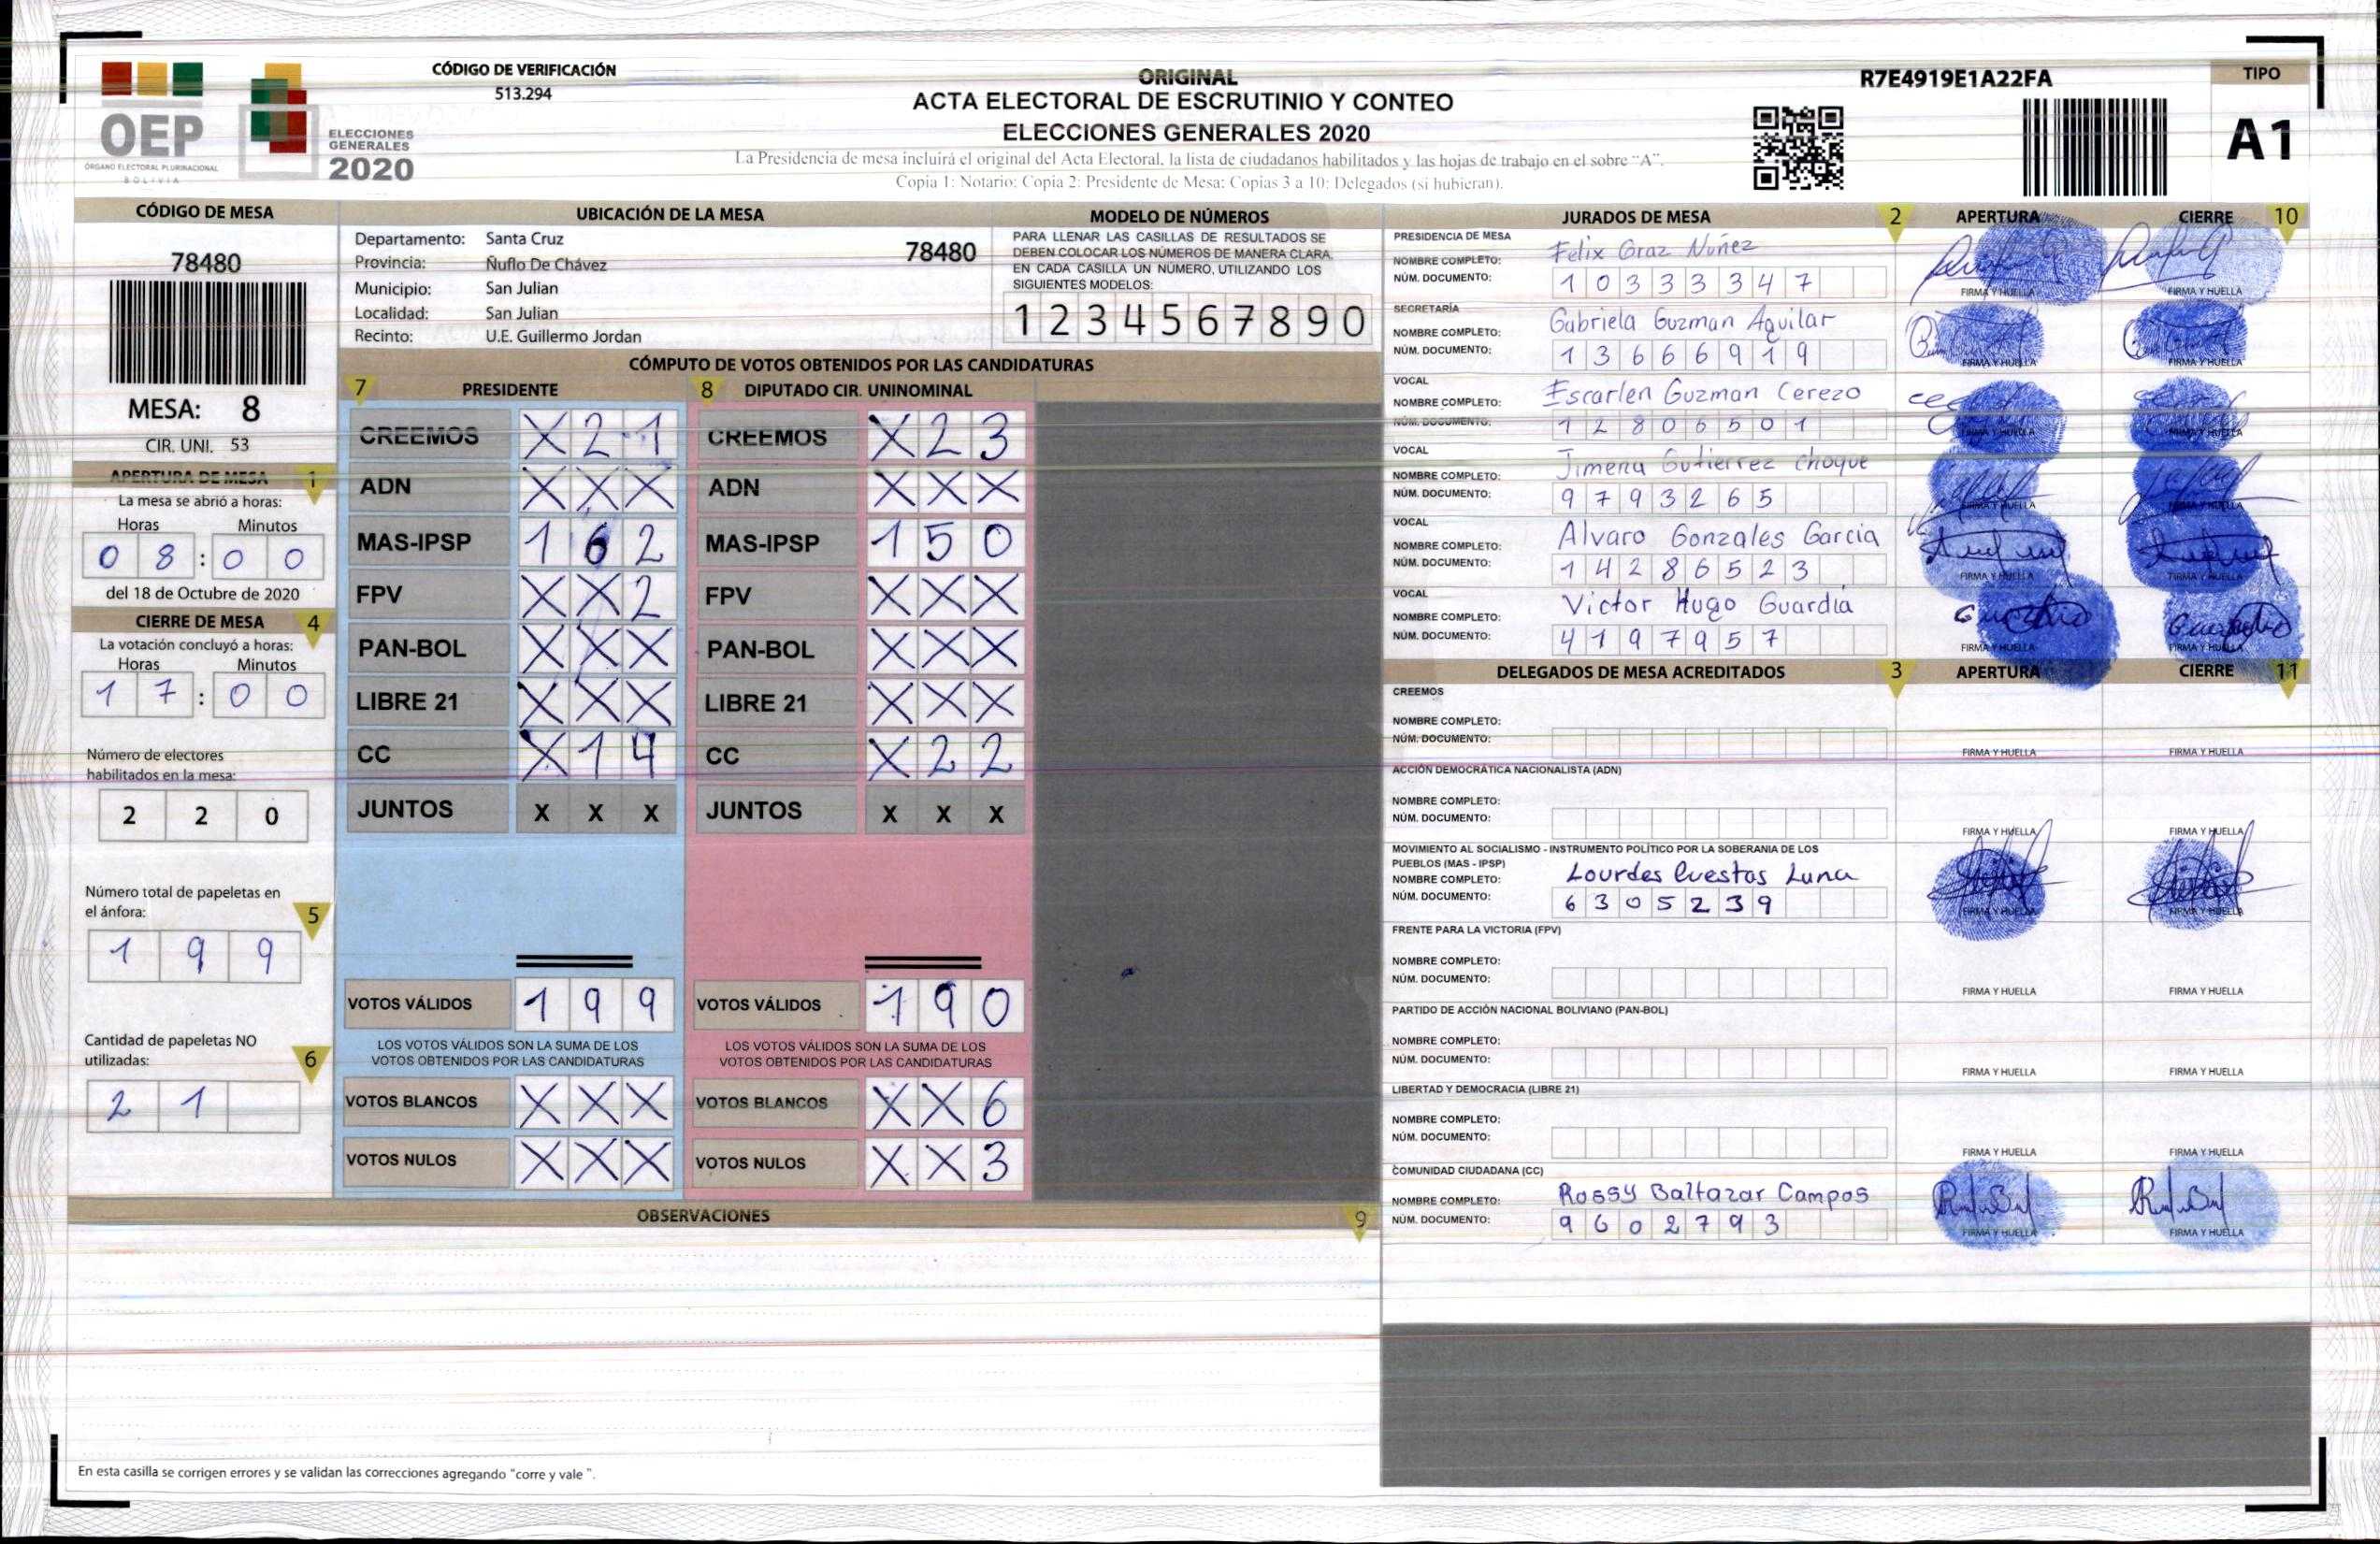 OEP
ÓRGANO ELECTORAL PLURINACIONAL
BOLIVIA
ELECCIONES
GENERALES
2020
CÓDIGO DE VERIFICACIÓN
513.294
ORIGINAL
ACTA ELECTORAL DE ESCRUTINIO Y CONTEO
ELECCIONES GENERALES 2020
La Presidencia de mesa incluirá el original del Acta Electoral, la lista de ciudadanos habilitados y las hojas de trabajo en el sobre "A".
Copia 1: Notario; Copia 2: Presidente de Mesa; Copias 3 a 10: Delegados (si hubieran).
R7E4919E1A22FA
TIPO
A1
CÓDIGO DE MESA
78480
MESA: 8
CIR. UNI. 53
APERTURA DE MESA 1
La mesa se abrió a horas:
Horas Minutos
0 8 : 0 0
del 18 de Octubre de 2020
CIERRE DE MESA 4
La votación concluyó a horas:
Horas Minutos
1 7 : 0 0
Número de electores
habilitados en la mesa:
2 2 0
Número total de papeletas en
el ánfora: 5
1 9 9
Cantidad de papeletas NO
utilizadas: 6
2 1
UBICACIÓN DE LA MESA
Departamento: Santa Cruz
78480
Provincia: Ñuflo De Chávez
Municipio: San Julian
Localidad: San Julian
Recinto: U.E. Guillermo Jordan
MODELO DE NÚMEROS
PARA LLENAR LAS CASILLAS DE RESULTADOS SE
DEBEN COLOCAR LOS NÚMEROS DE MANERA CLARA.
EN CADA CASILLA UN NÚMERO, UTILIZANDO LOS
SIGUIENTES MODELOS:
1 2 3 4 5 6 7 8 9 0
CÓMPUTO DE VOTOS OBTENIDOS POR LAS CANDIDATURAS
7 PRESIDENTE 8 DIPUTADO CIR. UNINOMINAL
CREEMOS X 2 1 CREEMOS X 2 3
ADN X X X ADN X X X
MAS-IPSP 1 6 2 MAS-IPSP 1 5 0
FPV X X 2 FPV X X X
PAN-BOL X X X PAN-BOL X X X
LIBRE 21 X X X LIBRE 21 X X X
CC X 1 4 CC X 2 2
JUNTOS X X X JUNTOS X X X
VOTOS VÁLIDOS 1 9 9 VOTOS VÁLIDOS 1 9 0
LOS VOTOS VÁLIDOS SON LA SUMA DE LOS LOS VOTOS VÁLIDOS SON LA SUMA DE LOS
VOTOS OBTENIDOS POR LAS CANDIDATURAS VOTOS OBTENIDOS POR LAS CANDIDATURAS
VOTOS BLANCOS X X X VOTOS BLANCOS X X 6
VOTOS NULOS X X X VOTOS NULOS X X 3
OBSERVACIONES 9
En esta casilla se corrigen errores y se validan las correcciones agregando "corre y vale ".
JURADOS DE MESA 2 APERTURA CIERRE 10
PRESIDENCIA DE MESA
NOMBRE COMPLETO: Felix Graz Nuñez
NÚM. DOCUMENTO: 1 0 3 3 3 3 4 7
FIRMA Y HUELLA FIRMA Y HUELLA
SECRETARÍA
NOMBRE COMPLETO: Gabriela Guzman Aguilar
NÚM. DOCUMENTO: 1 3 6 6 6 9 1 9
FIRMA Y HUELLA FIRMA Y HUELLA
VOCAL
NOMBRE COMPLETO: Escarlen Guzman Cerezo
NÚM. DOCUMENTO: 1 2 8 0 6 5 0 1
FIRMA Y HUELLA FIRMA Y HUELLA
VOCAL
NOMBRE COMPLETO: Jimena Gutierrez choque
NÚM. DOCUMENTO: 9 7 9 3 2 6 5
FIRMA Y HUELLA FIRMA Y HUELLA
VOCAL
NOMBRE COMPLETO: Alvaro Gonzales Garcia
NÚM. DOCUMENTO: 1 4 2 8 6 5 2 3
FIRMA Y HUELLA FIRMA Y HUELLA
VOCAL
NOMBRE COMPLETO: Victor Hugo Guardia
NÚM. DOCUMENTO: 4 1 9 7 9 5 7
FIRMA Y HUELLA FIRMA Y HUELLA
DELEGADOS DE MESA ACREDITADOS 3 APERTURA CIERRE 11
CREEMOS
NOMBRE COMPLETO:
NÚM. DOCUMENTO:
FIRMA Y HUELLA FIRMA Y HUELLA
ACCIÓN DEMOCRÁTICA NACIONALISTA (ADN)
NOMBRE COMPLETO:
NÚM. DOCUMENTO:
FIRMA Y HUELLA FIRMA Y HUELLA
MOVIMIENTO AL SOCIALISMO - INSTRUMENTO POLÍTICO POR LA SOBERANIA DE LOS
PUEBLOS (MAS - IPSP)
NOMBRE COMPLETO: Lourdes Cuestas Luna
NÚM. DOCUMENTO: 6 3 0 5 2 3 9
FIRMA Y HUELLA FIRMA Y HUELLA
FRENTE PARA LA VICTORIA (FPV)
NOMBRE COMPLETO:
NÚM. DOCUMENTO:
FIRMA Y HUELLA FIRMA Y HUELLA
PARTIDO DE ACCIÓN NACIONAL BOLIVIANO (PAN-BOL)
NOMBRE COMPLETO:
NÚM. DOCUMENTO:
FIRMA Y HUELLA FIRMA Y HUELLA
LIBERTAD Y DEMOCRACIA (LIBRE 21)
NOMBRE COMPLETO:
NÚM. DOCUMENTO:
FIRMA Y HUELLA FIRMA Y HUELLA
COMUNIDAD CIUDADANA (CC)
NOMBRE COMPLETO: Rossy Baltazar Campos
NÚM. DOCUMENTO: 9 6 0 2 7 9 3
FIRMA Y HUELLA FIRMA Y HUELLA